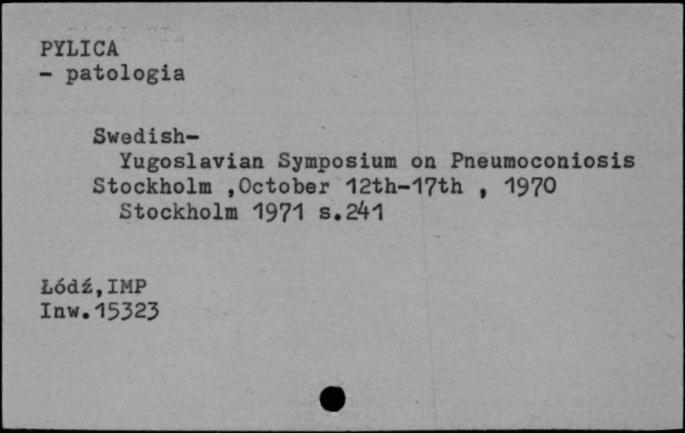 PYLICA
- patologia
Swedish-
Yugoslavian Symposium on Pneumoconiosis
Stockholm ,October 12th-17th , 1970
Stockholm 1971 s.241
Łódź,IMP
Inw.15323